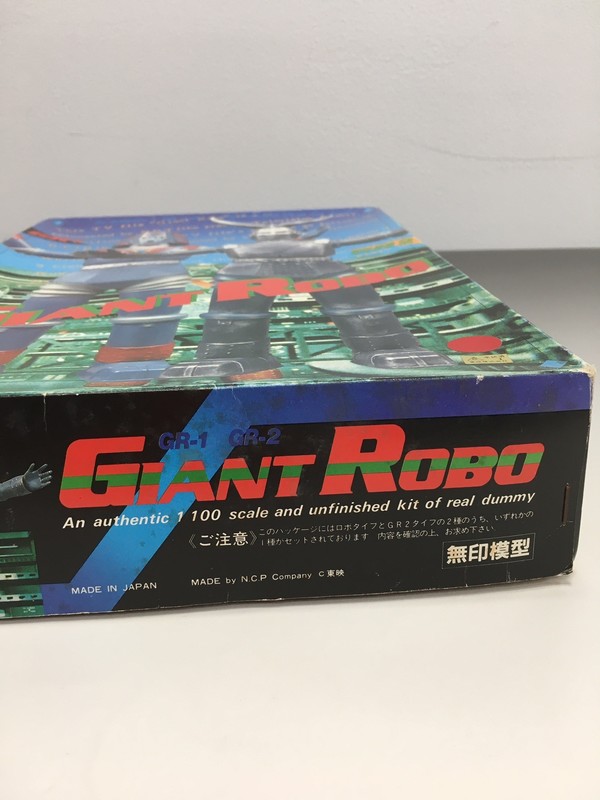 GIANT ROBO
GR-1 GR-2
GIANT ROBO
An authentic 1 100 scale and unfinished kit of real dummy
《ご注意》このパッケージにはロボタイプとGR2タイプの2種のうち、いずれかの
1種がセットされております 内容を確認の上、お求め下さい.
無印模型
MADE IN JAPAN MADE by N.C.P Company C東映